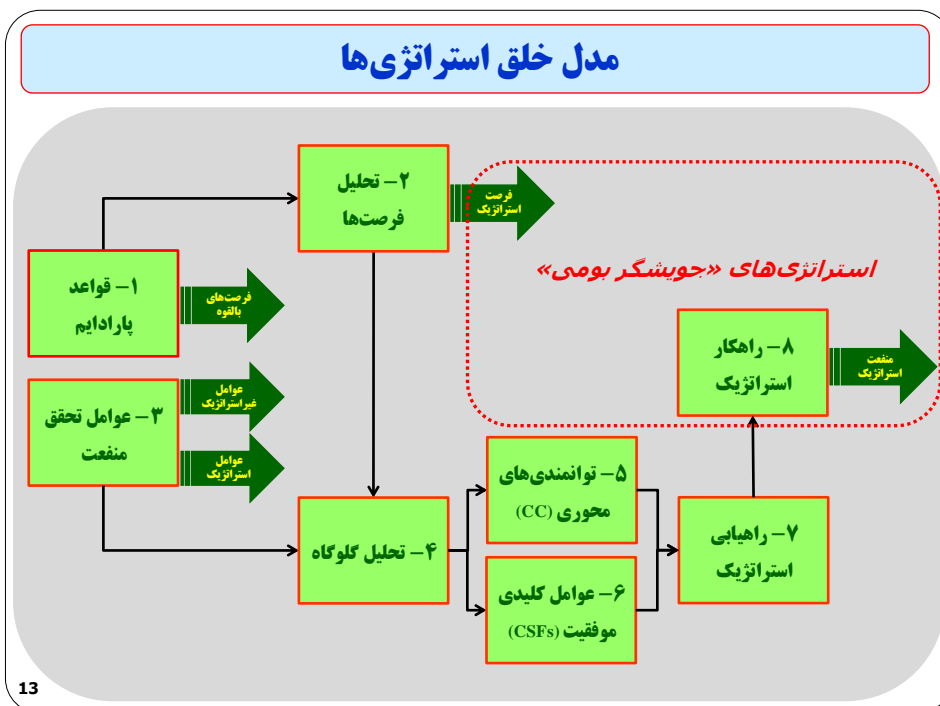 مدل خلق استراتژی‌ها
۲- تحلیل
فرصت‌ها
فرصت
استراتژیک
۱- قواعد
پارادایم
فرصت‌های
بالقوه
استراتژی‌های «جویشگر بومی»
۸- راهکار
استراتژیک
منفعت
استراتژیک
۳- عوامل تحقق
منفعت
عوامل
غیراستراتژیک
عوامل
استراتژیک
۴- تحلیل گلوگاه
۵- توانمندی‌های
محوری (CC)
۶- عوامل کلیدی
موفقیت (CSFs)
۷- راهیابی
استراتژیک
13